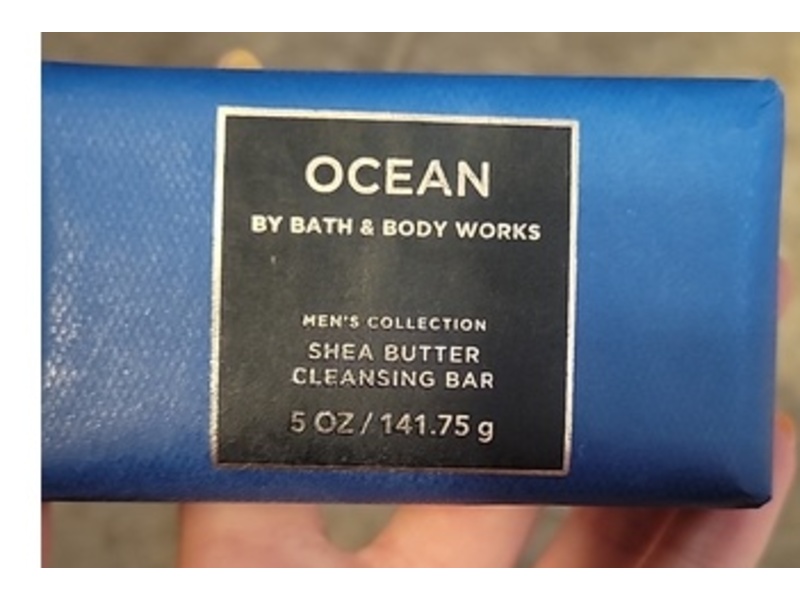 OCEAN
BY BATH & BODY WORKS
MEN'S COLLECTION
SHEA BUTTER
CLEANSING BAR
5 OZ / 141.75 g